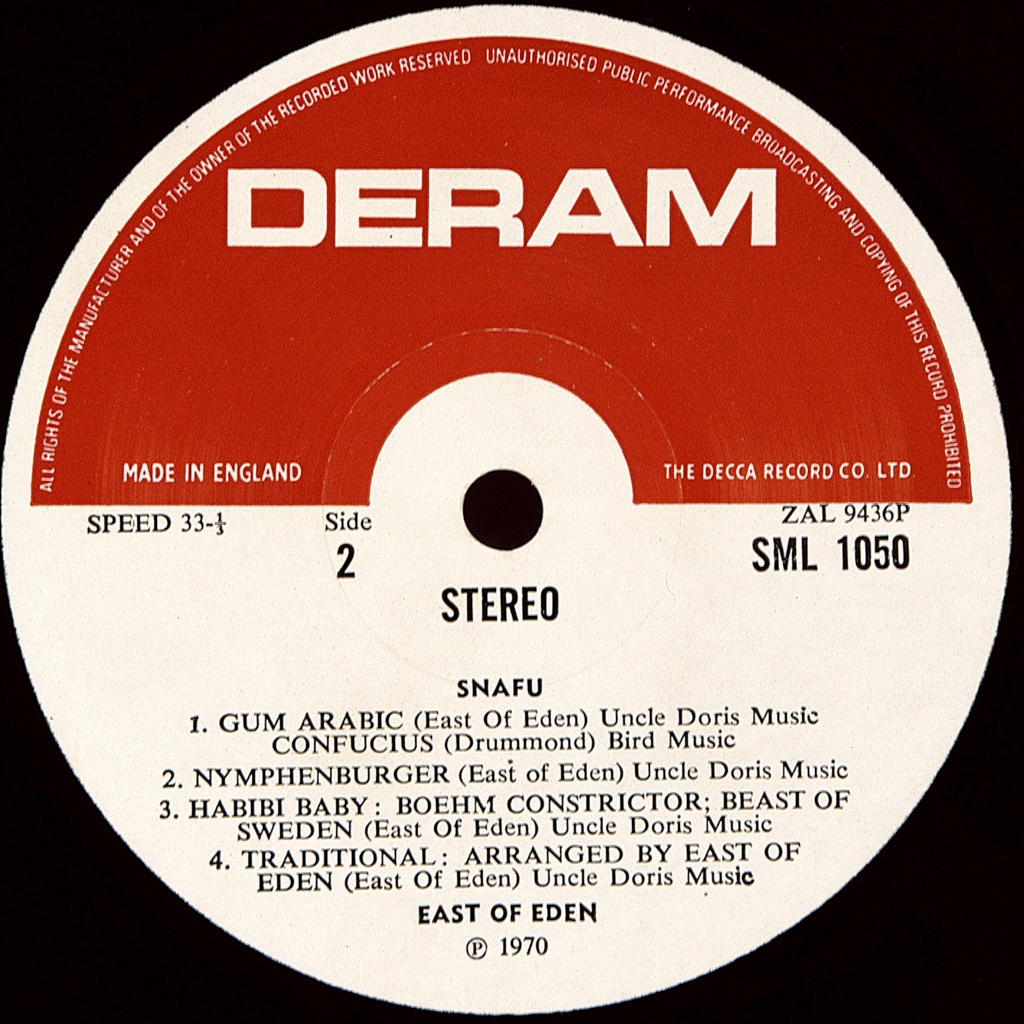 ALL RIGHTS OF THE MANUFACTURER AND OF THE OWNER OF THE RECORDED WORK RESERVED UNAUTHORISED PUBLIC PERFORMANCE BROADCASTING AND COPYING OF THIS RECORD PROHIBITED
DERAM
MADE IN ENGLAND
THE DECCA RECORD CO. LTD.
SPEED 33-⅓
Side
2
ZAL 9436P
SML 1050
STEREO
SNAFU
1. GUM ARABIC (East Of Eden) Uncle Doris Music
CONFUCIUS (Drummond) Bird Music
2. NYMPHENBURGER (East of Eden) Uncle Doris Music
3. HABIBI BABY: BOEHM CONSTRICTOR; BEAST OF
SWEDEN (East Of Eden) Uncle Doris Music
4. TRADITIONAL: ARRANGED BY EAST OF
EDEN (East Of Eden) Uncle Doris Music
EAST OF EDEN
℗ 1970